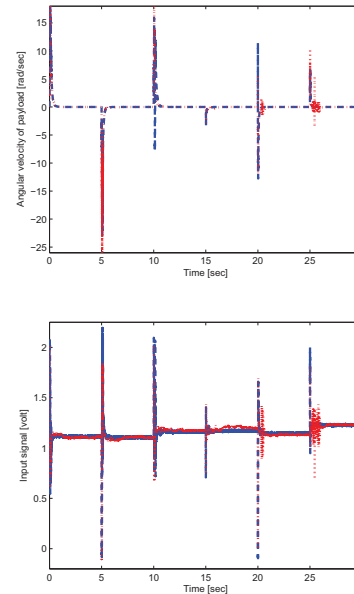 Angular velocity of payload [rad/sec]
15
10
5
0
−5
−10
−15
−20
−25
0 5 10 15 20 25
Time [sec]
Input signal [volt]
2
1.5
1
0.5
0
0 5 10 15 20 25
Time [sec]